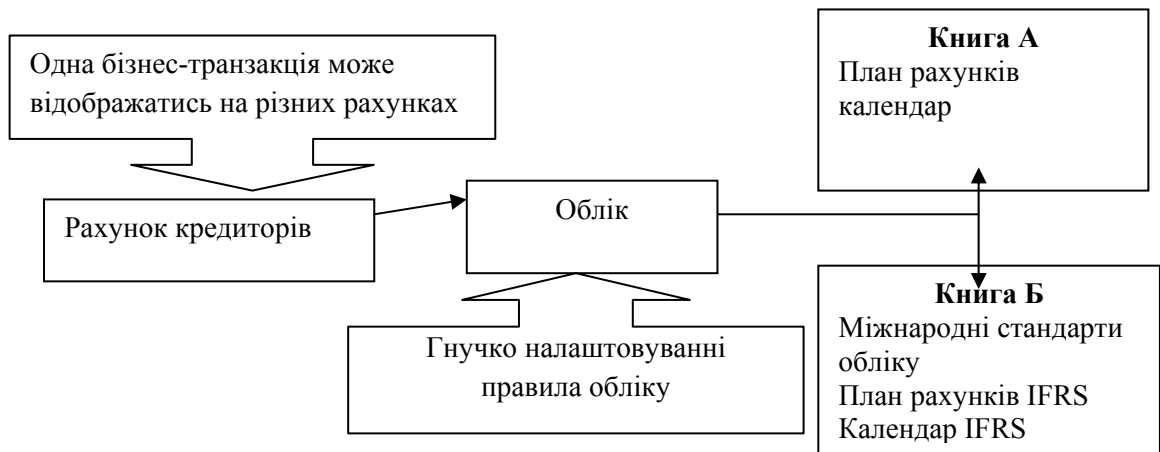 Одна бізнес-транзакція може
відображатись на різних рахунках
Рахунок кредиторів
Облік
Гнучко налаштовуванні
правила обліку
Книга А
План рахунків
календар
Книга Б
Міжнародні стандарти
обліку
План рахунків IFRS
Календар IFRS